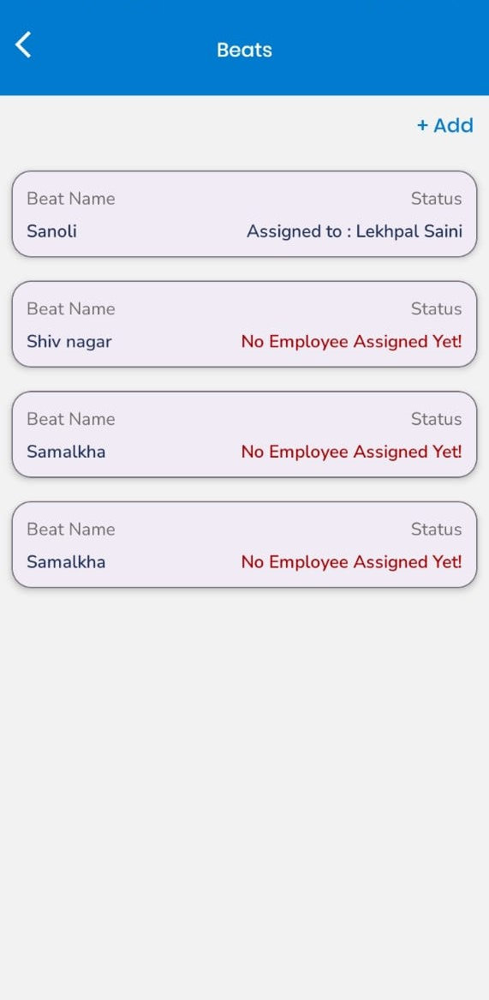 Beats
+ Add
Beat Name Status
Sanoli Assigned to : Lekhpal Saini
Beat Name Status
Shiv nagar No Employee Assigned Yet!
Beat Name Status
Samalkha No Employee Assigned Yet!
Beat Name Status
Samalkha No Employee Assigned Yet!